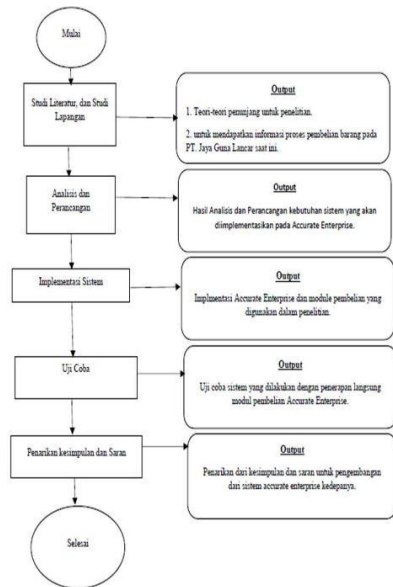 Mulai
Studi Literatur, dan Studi
Lapangan
Output
1. Teori-teori penunjang untuk penelitian.
2. untuk mendapatkan informasi proses pembelian barang pada
PT. Jaya Guna Lancar saat ini.
Analisis dan
Perancangan
Output
Hasil Analisis dan Perancangan kebutuhan sistem yang akan
diimplementasikan pada Accurate Enterprise.
Implementasi Sistem
Output
Implmentasi Accurate Enterprise dan module pembelian yang
digunakan dalam penelitian.
Uji Coba
Output
Uji coba sistem yang dilakukan dengan penerapan langsung
modul pembelian Accurate Enterprise.
Penarikan kesimpulan dan Saran
Output
Penarikan dari kesimpulan dan saran untuk pengembangan
dari sistem accurate enterprise kedepanya.
Selesai